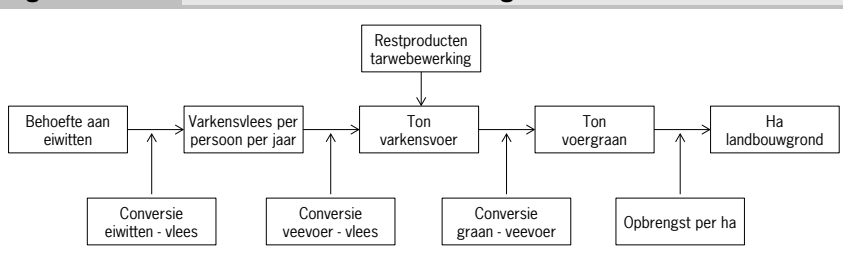 Restproducten
tarwebewerking
Behoefte aan
eiwitten
Varkensvlees per
persoon per jaar
Ton
varkensvoer
Ton
voergraan
Ha
landbouwgrond
Conversie
eiwitten - vlees
Conversie
veevoer - vlees
Conversie
graan - veevoer
Opbrengst per ha